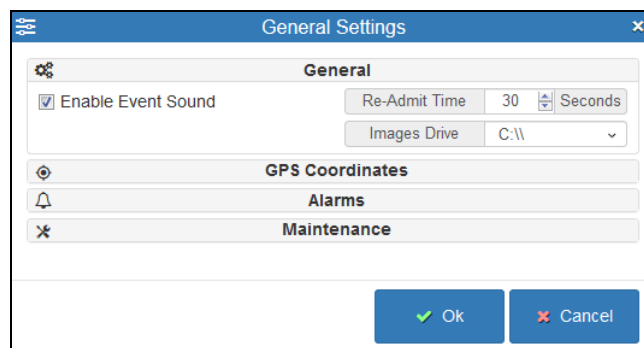 General Settings
General
Enable Event Sound
Re-Admit Time 30 Seconds
Images Drive C:\\
GPS Coordinates
Alarms
Maintenance
Ok Cancel